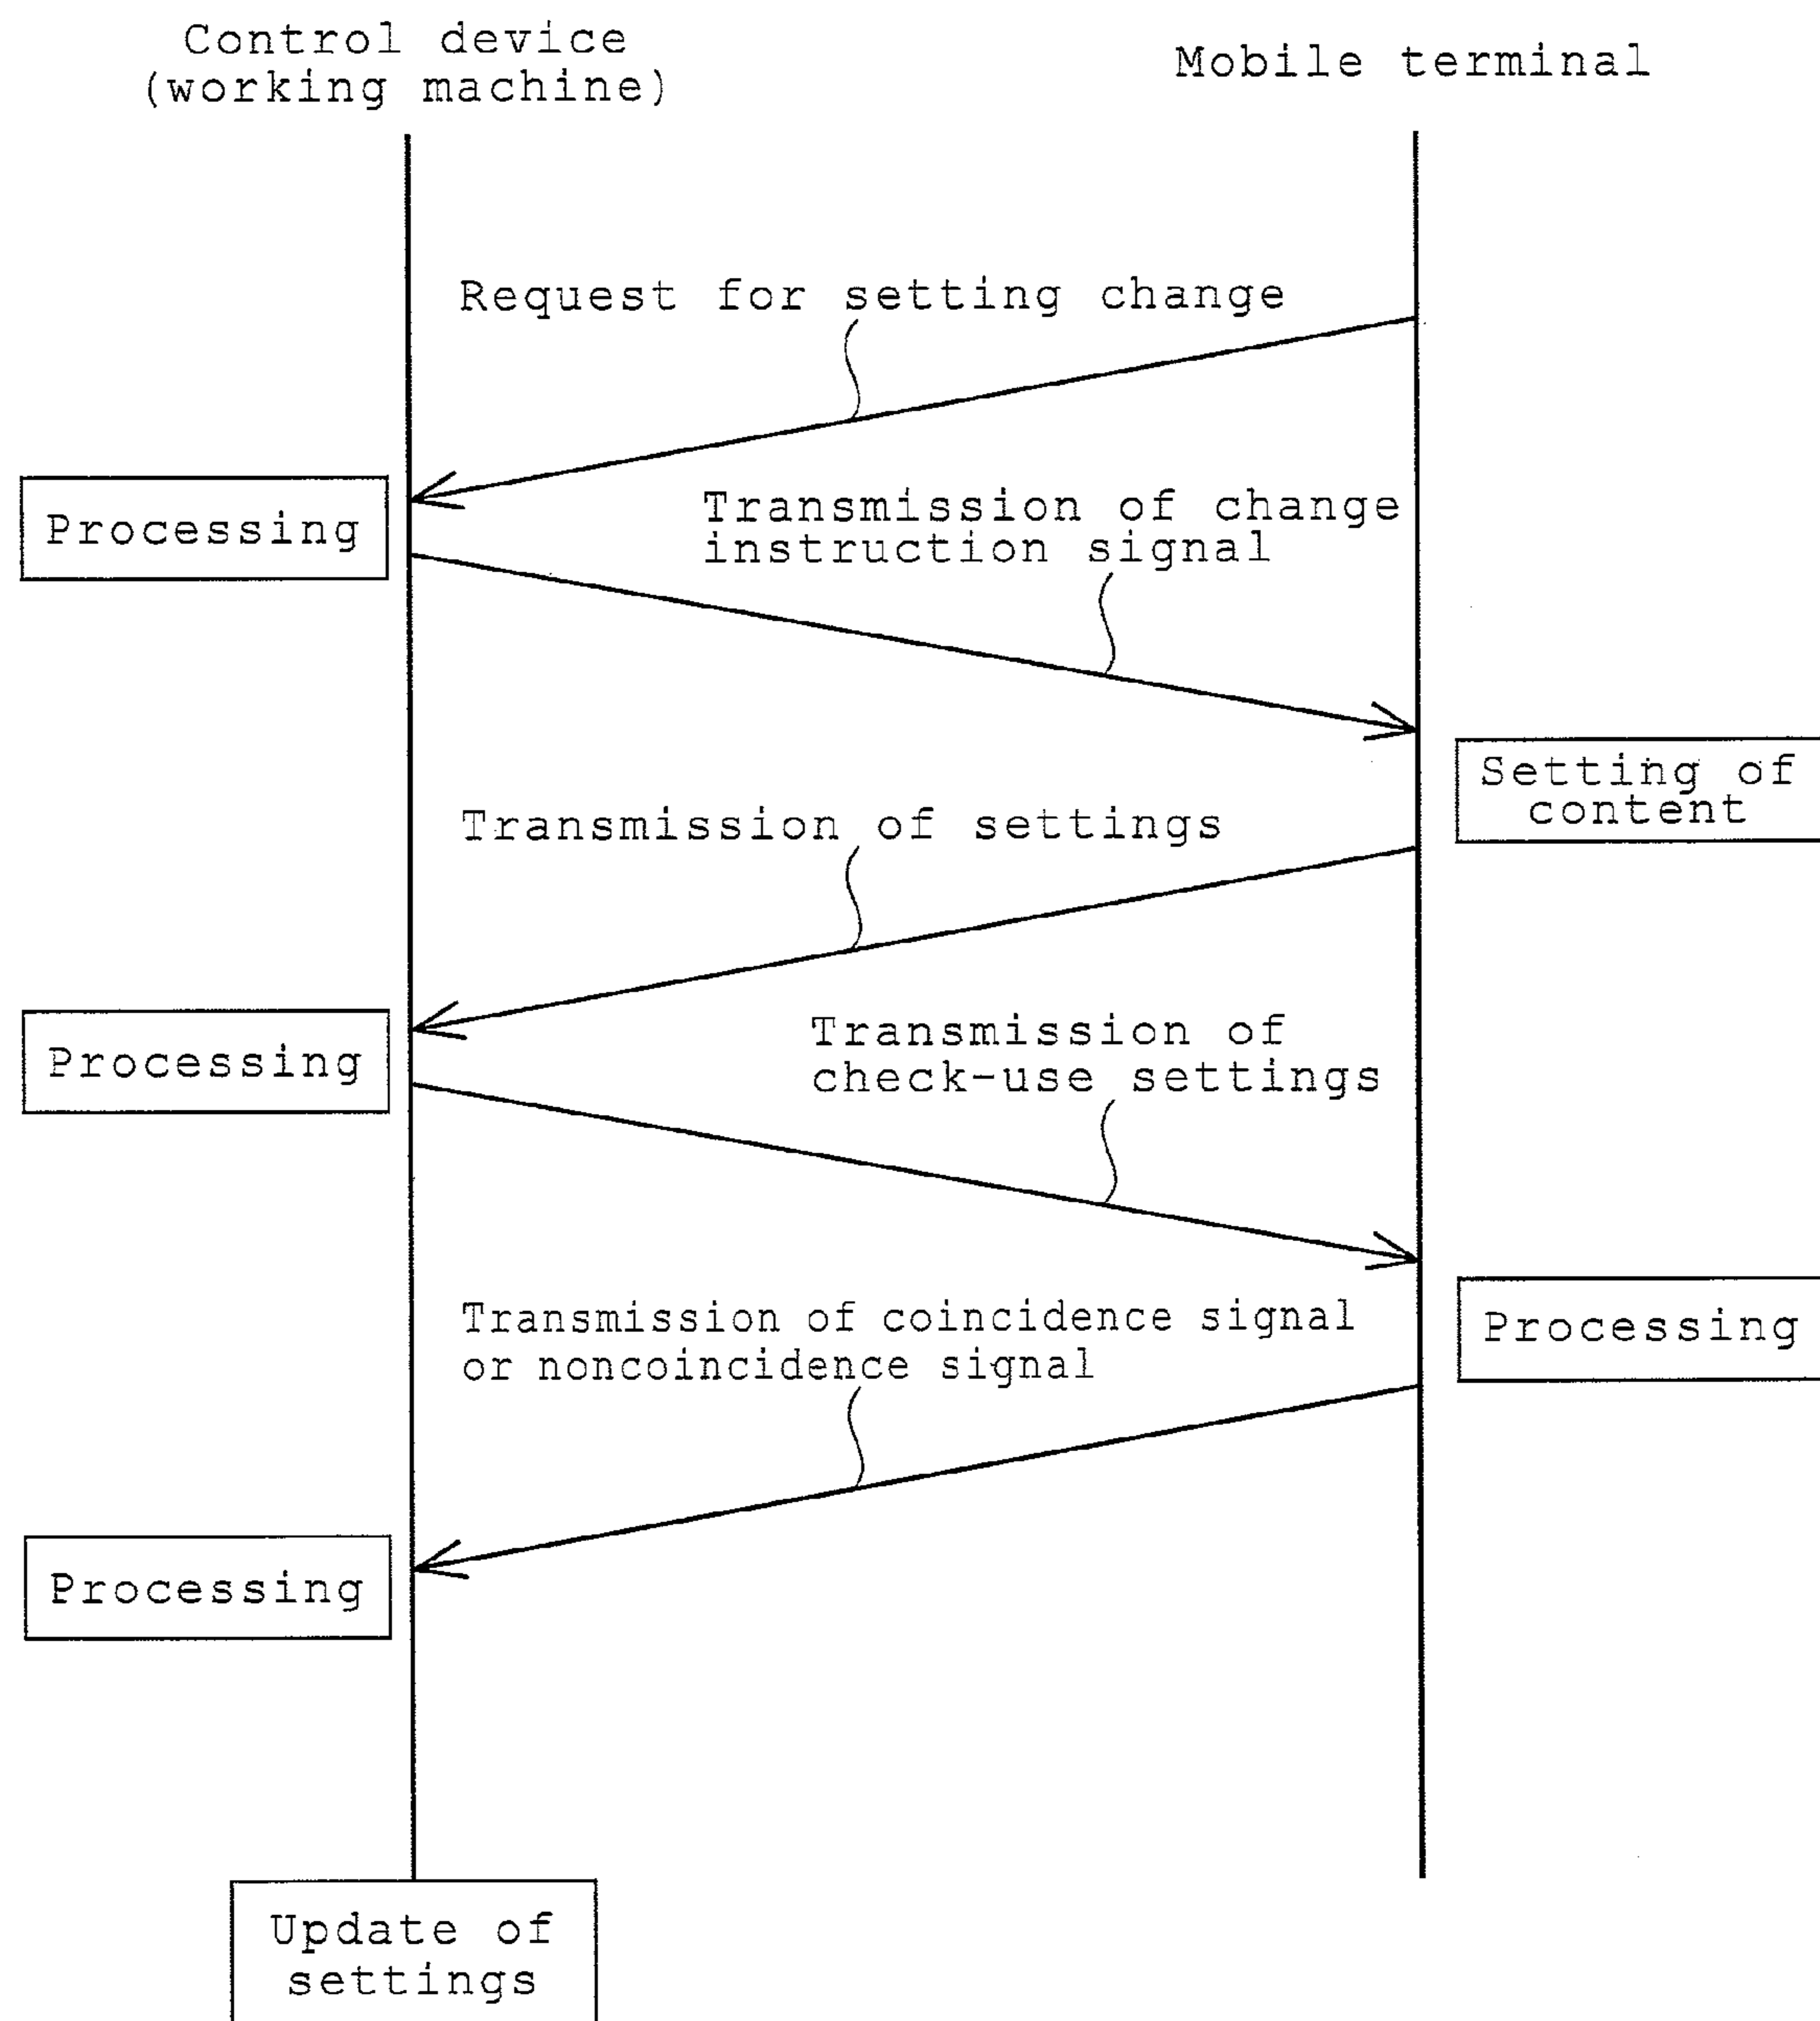 Control device
(working machine)
Mobile terminal
Request for setting change
Processing
Transmission of change
instruction signal
Setting of
content
Transmission of settings
Processing
Transmission of
check-use settings
Transmission of coincidence signal
or noncoincidence signal
Processing
Processing
Update of
settings